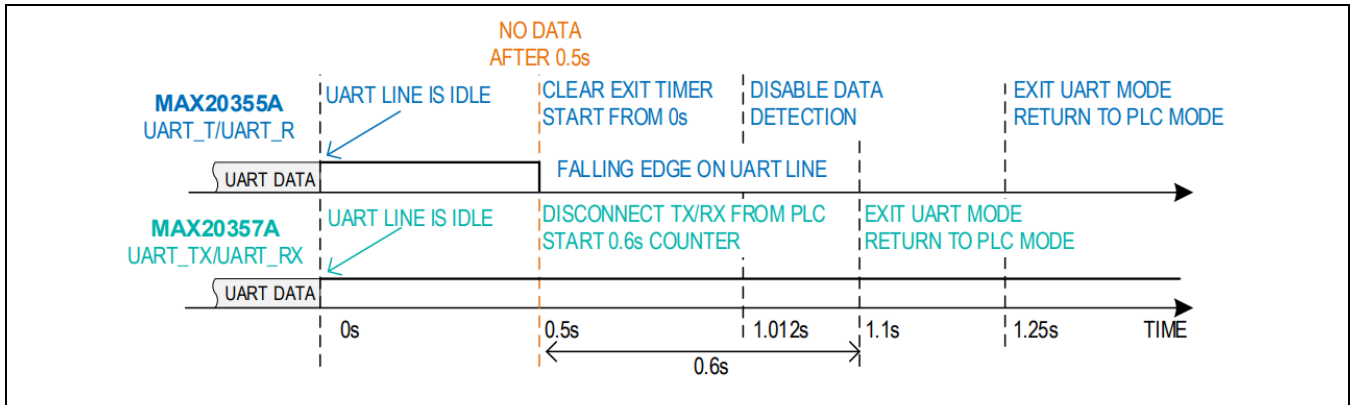 NO DATA
AFTER 0.5s
MAX20355A
UART_T/UART_R
UART LINE IS IDLE
CLEAR EXIT TIMER
START FROM 0s
DISABLE DATA
DETECTION
EXIT UART MODE
RETURN TO PLC MODE
UART DATA
FALLING EDGE ON UART LINE
MAX20357A
UART_TX/UART_RX
UART LINE IS IDLE
DISCONNECT TX/RX FROM PLC
START 0.6s COUNTER
EXIT UART MODE
RETURN TO PLC MODE
UART DATA
0s
0.5s
1.012s
1.1s
1.25s
TIME
0.6s